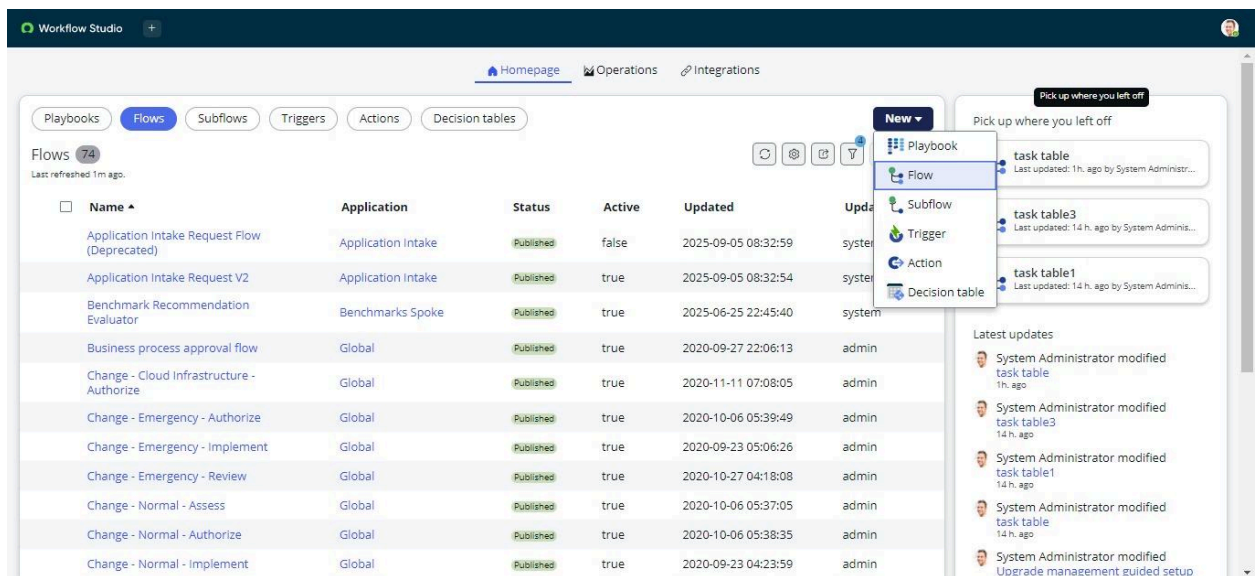 Workflow Studio +
Homepage Operations Integrations
Playbooks Flows Subflows Triggers Actions Decision tables New
Flows 74
Last refreshed 1m ago.
4
Name Application Status Active Updated Upda
Application Intake Request Flow
(Deprecated) Application Intake Published false 2025-09-05 08:32:59 system
Application Intake Request V2 Application Intake Published true 2025-09-05 08:32:54 system
Benchmark Recommendation
Evaluator Benchmarks Spoke Published true 2025-06-25 22:45:40 system
Business process approval flow Global Published true 2020-09-27 22:06:13 admin
Change - Cloud Infrastructure -
Authorize Global Published true 2020-11-11 07:08:05 admin
Change - Emergency - Authorize Global Published true 2020-10-06 05:39:49 admin
Change - Emergency - Implement Global Published true 2020-09-23 05:06:26 admin
Change - Emergency - Review Global Published true 2020-10-27 04:18:08 admin
Change - Normal - Assess Global Published true 2020-10-06 05:37:05 admin
Change - Normal - Authorize Global Published true 2020-10-06 05:38:35 admin
Change - Normal - Implement Global Published true 2020-09-23 04:23:59 admin
Playbook
Flow
Subflow
Trigger
Action
Decision table
Pick up where you left off
Pick up where you left off
task table
Last updated: 1h. ago by System Administr...
task table3
Last updated: 14 h. ago by System Adminis...
task table1
Last updated: 14 h. ago by System Adminis...
Latest updates
System Administrator modified
task table
1h. ago
System Administrator modified
task table3
14 h. ago
System Administrator modified
task table1
14 h. ago
System Administrator modified
task table
14 h. ago
System Administrator modified
Upgrade management guided setup